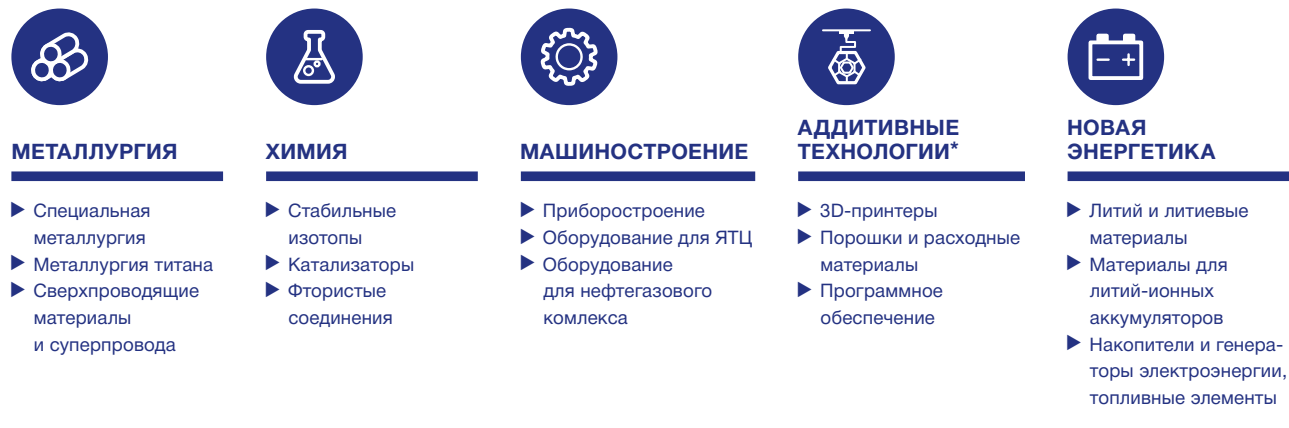 МЕТАЛЛУРГИЯ
Специальная
металлургия
Металлургия титана
Сверхпроводящие
материалы
и суперпровода
ХИМИЯ
Стабильные
изотопы
Катализаторы
Фтористые
соединения
МАШИНОСТРОЕНИЕ
Приборостроение
Оборудование для ЯТЦ
Оборудование
для нефтегазового
комлекса
АДДИТИВНЫЕ
ТЕХНОЛОГИИ*
3D-принтеры
Порошки и расходные
материалы
Программное
обеспечение
НОВАЯ
ЭНЕРГЕТИКА
Литий и литиевые
материалы
Материалы для
литий-ионных
аккумуляторов
Накопители и генера-
торы электроэнергии,
топливные элементы